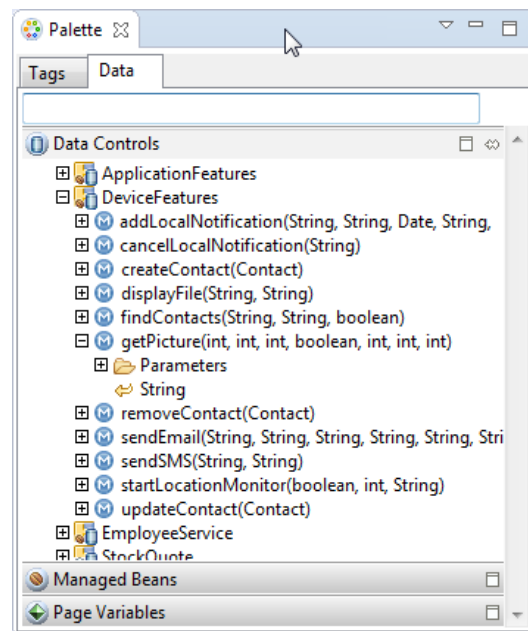 Palette
Tags Data
Data Controls
ApplicationFeatures
DeviceFeatures
addLocalNotification(String, String, Date, String,
cancelLocalNotification(String)
createContact(Contact)
displayFile(String, String)
findContacts(String, String, boolean)
getPicture(int, int, int, boolean, int, int, int)
Parameters
String
removeContact(Contact)
sendEmail(String, String, String, String, String, Stri
sendSMS(String, String)
startLocationMonitor(boolean, int, String)
updateContact(Contact)
EmployeeService
StockQuote
Managed Beans
Page Variables